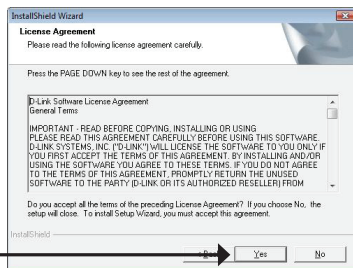 InstallShield Wizard
License Agreement
Please read the following license agreement carefully.
Press the PAGE DOWN key to see the rest of the agreement.
D-Link Software License Agreement
General Terms
IMPORTANT - READ BEFORE COPYING, INSTALLING OR USING
PLEASE READ THIS AGREEMENT CAREFULLY BEFORE USING THIS SOFTWARE.
D-LINK SYSTEMS, INC. ("D-LINK") WILL LICENSE THE SOFTWARE TO YOU ONLY IF
YOU FIRST ACCEPT THE TERMS OF THIS AGREEMENT. BY INSTALLING AND/OR
USING THE SOFTWARE YOU AGREE TO THESE TERMS. IF YOU DO NOT AGREE
TO THE TERMS OF THIS AGREEMENT, PROMPTLY RETURN THE UNUSED
SOFTWARE TO THE PARTY (D-LINK OR ITS AUTHORIZED RESELLER) FROM
Do you accept all the terms of the preceding License Agreement? If you choose No, the
setup will close. To install Setup Wizard, you must accept this agreement.
InstallShield
Yes
No